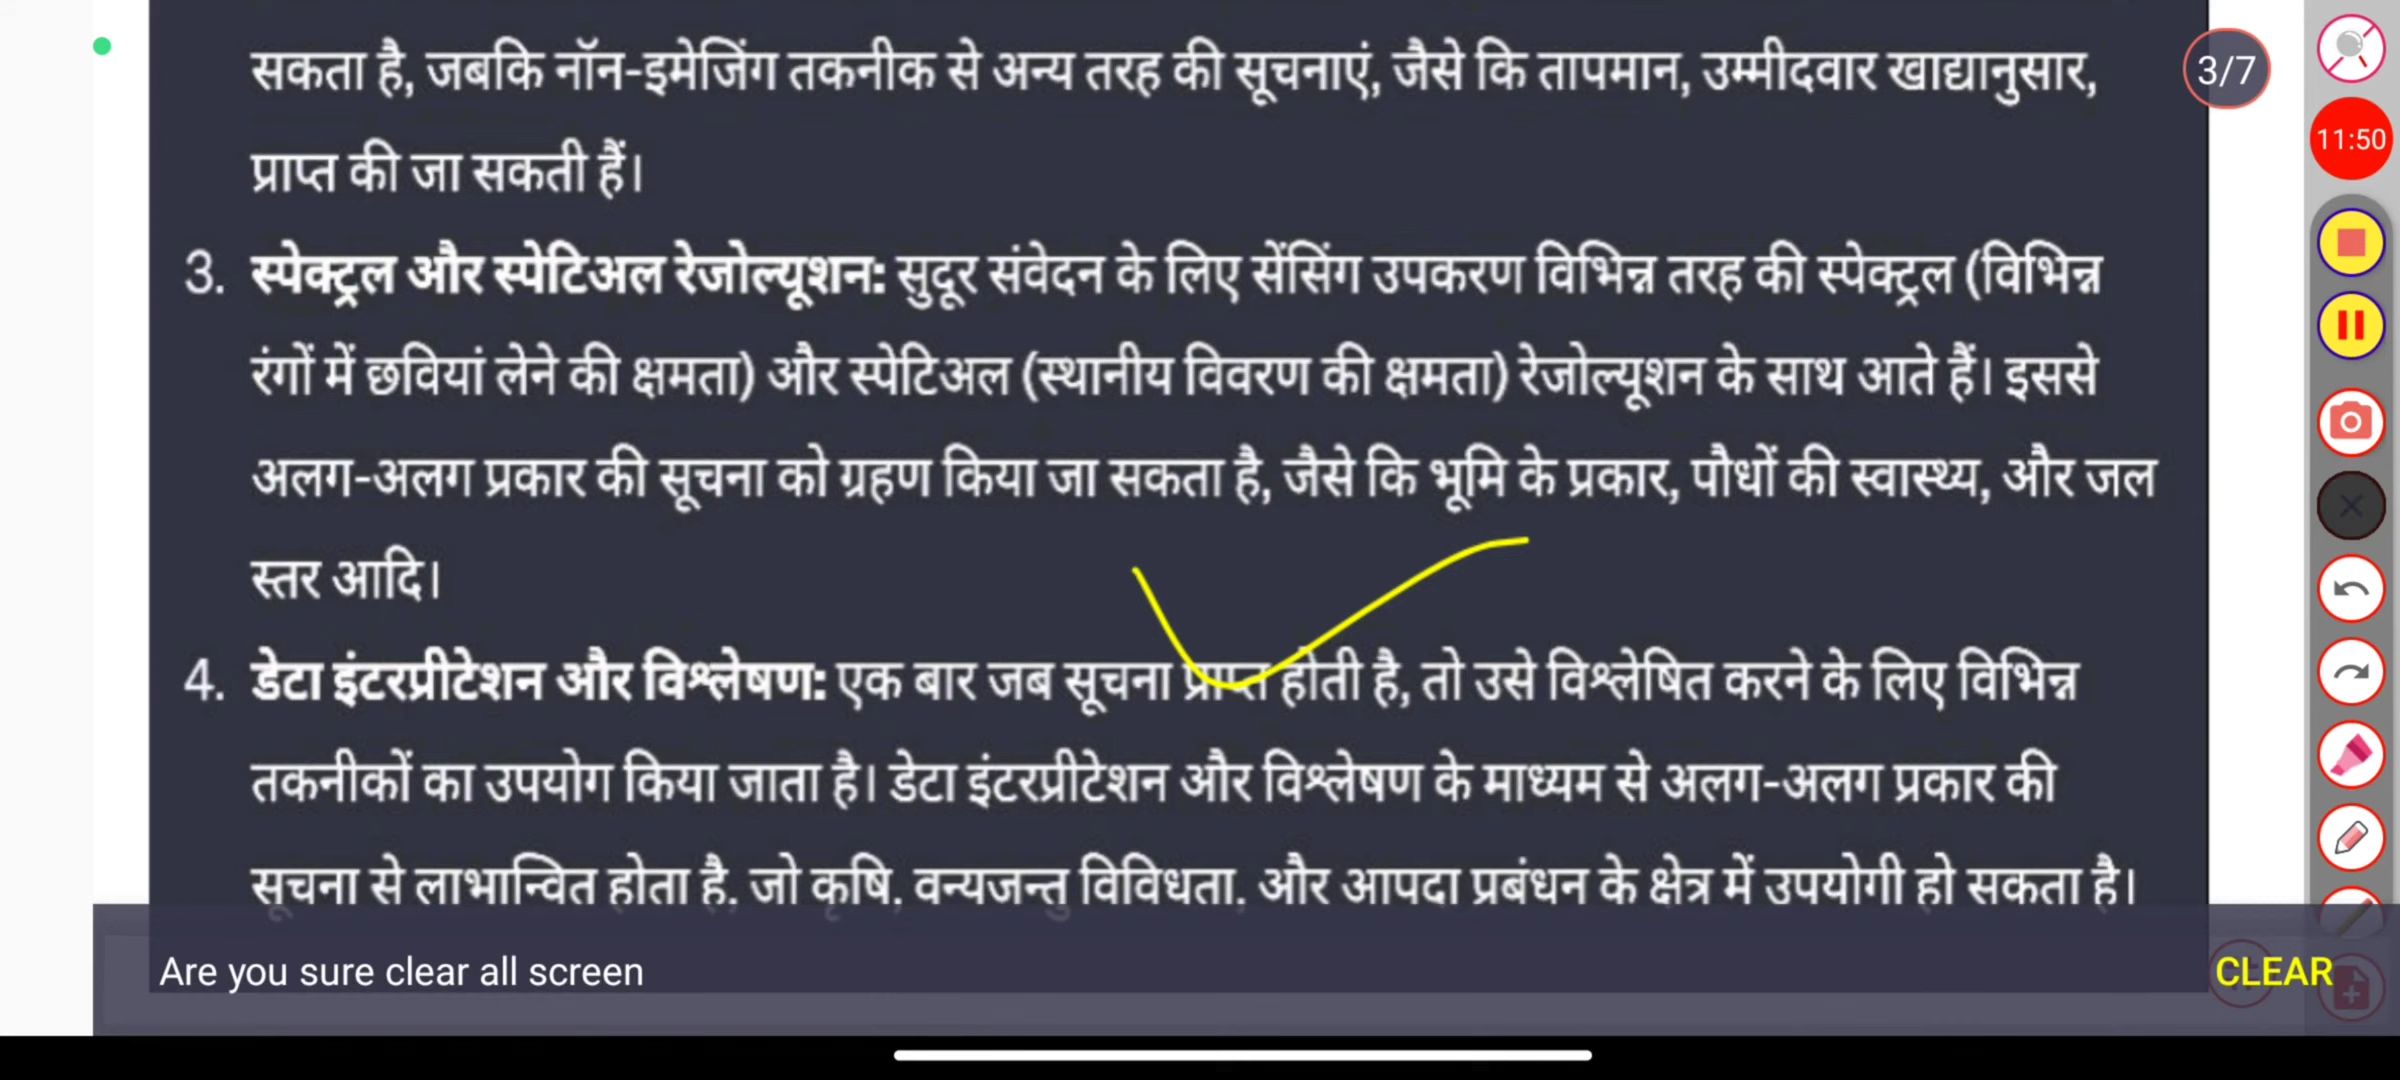 सकता है, जबकि नॉन-इमेजिंग तकनीक से अन्य तरह की सूचनाएं, जैसे कि तापमान, उम्मीदवार खाद्यानुसार,
3/7
प्राप्त की जा सकती हैं।
11:50
3. स्पेक्ट्रल और स्पेटिअल रेजोल्यूशन: सुदूर संवेदन के लिए सेंसिंग उपकरण विभिन्न तरह की स्पेक्ट्रल (विभिन्न
रंगों में छवियां लेने की क्षमता) और स्पेटिअल (स्थानीय विवरण की क्षमता) रेजोल्यूशन के साथ आते हैं। इससे
अलग-अलग प्रकार की सूचना को ग्रहण किया जा सकता है, जैसे कि भूमि के प्रकार, पौधों की स्वास्थ्य, और जल
स्तर आदि।
4. डेटा इंटरप्रीटेशन और विश्लेषण: एक बार जब सूचना प्राप्त होती है, तो उसे विश्लेषित करने के लिए विभिन्न
तकनीकों का उपयोग किया जाता है। डेटा इंटरप्रीटेशन और विश्लेषण के माध्यम से अलग-अलग प्रकार की
सूचना से लाभान्वित होता है, जो कृषि, वन्यजन्तु विविधता, और आपदा प्रबंधन के क्षेत्र में उपयोगी हो सकता है।
Are you sure clear all screen
CLEAR